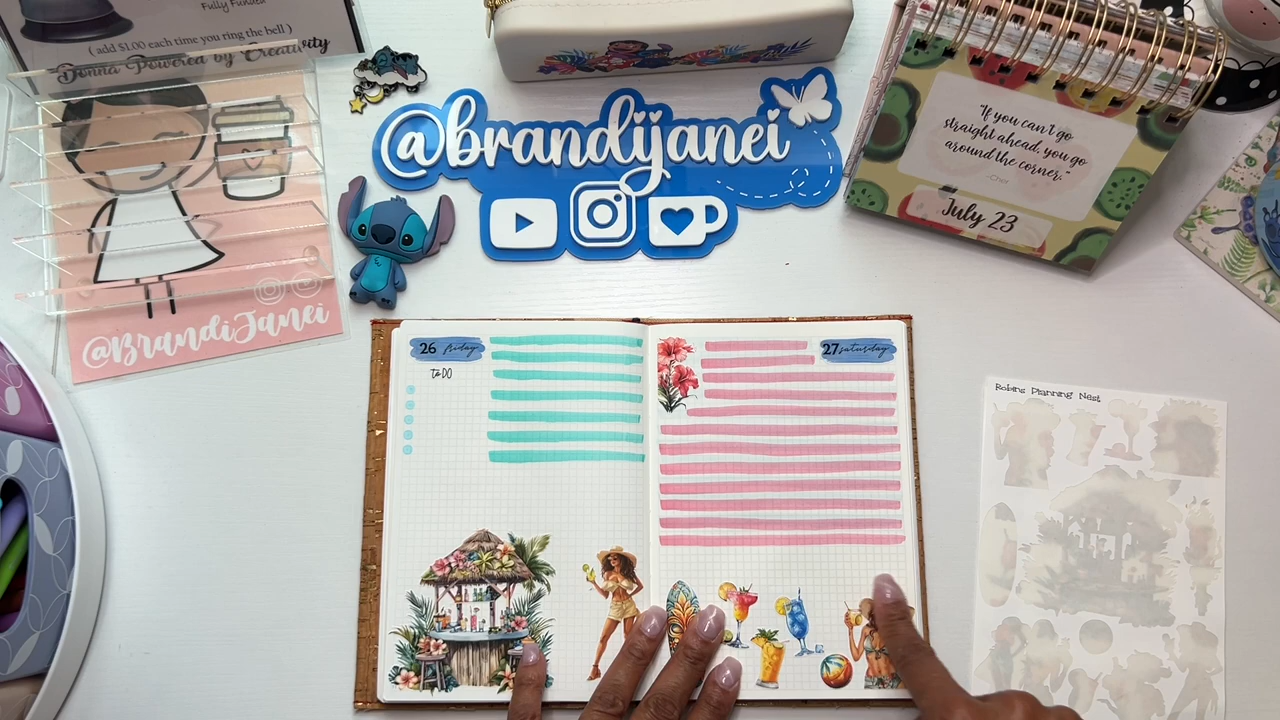 Fully Funded
( add $1.00 each time you ring the bell )
Donna Powered by Creativity
@BrandiJanei
@brandijanei
"If you can't go
straight ahead, you go
around the corner."
-Cher
July 23
26 friday
to DO
27 saturday
Robins Planning Nest